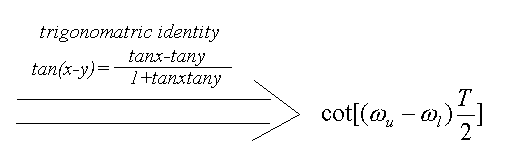 trigonomatric identity
tan(x-y)= tanx-tany / 1+tanxtany
cot[(ω_u − ω_l) T/2]